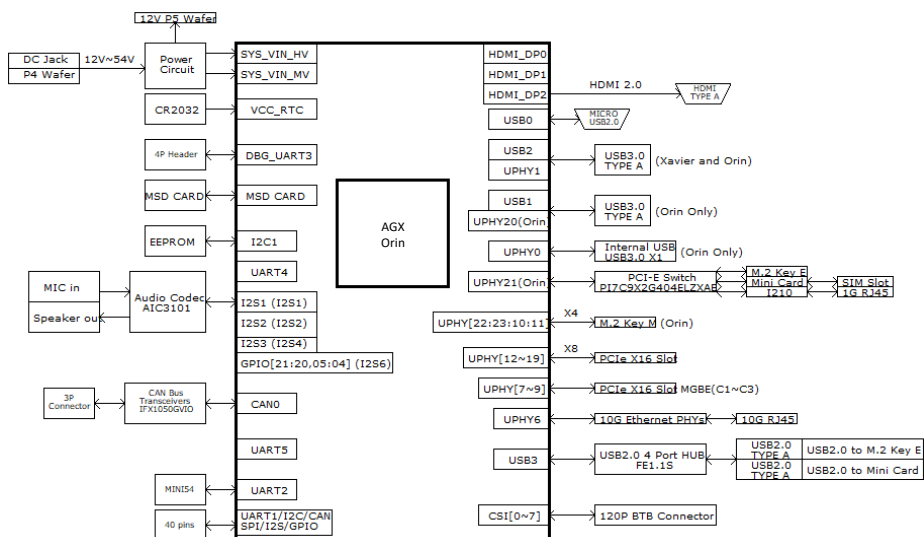 12V P5 Wafer
DC Jack
P4 Wafer
12V~54V
Power
Circuit
SYS_VIN_HV
SYS_VIN_MV
CR2032
VCC_RTC
4P Header
DBG_UART3
MSD CARD
MSD CARD
EEPROM
I2C1
UART4
MIC in
Speaker out
Audio Codec
AIC3101
I2S1 (I2S1)
I2S2 (I2S2)
I2S3 (I2S4)
GPIO[21:20,05:04] (I2S6)
3P
Connector
CAN Bus
Transceivers
IFX1050GVIO
CAN0
UART5
MINI54
UART2
40 pins
UART1/I2C/CAN
SPI/I2S/GPIO
AGX
Orin
HDMI_DP0
HDMI_DP1
HDMI_DP2
HDMI 2.0
HDMI
TYPE A
USB0
MICRO
USB2.0
USB2
UPHY1
USB3.0
TYPE A
(Xavier and Orin)
USB1
UPHY20(Orin)
USB3.0
TYPE A
(Orin Only)
UPHY0
Internal USB
USB3.0 X1
(Orin Only)
UPHY21(Orin)
PCI-E Switch
PI7C9X2G404ELZXAE
M.2 Key E
Mini Card
I210
SIM Slot
1G RJ45
UPHY[22:23:10:11]
X4
M.2 Key M
(Orin)
UPHY[12~19]
X8
PCIe X16 Slot
UPHY[7~9]
PCIe X16 Slot MGBE(C1~C3)
UPHY6
10G Ethernet PHYs
10G RJ45
USB3
USB2.0 4 Port HUB
FE1.1S
USB2.0
TYPE A
USB2.0 to M.2 Key E
USB2.0
TYPE A
USB2.0 to Mini Card
CSI[0~7]
120P BTB Connector